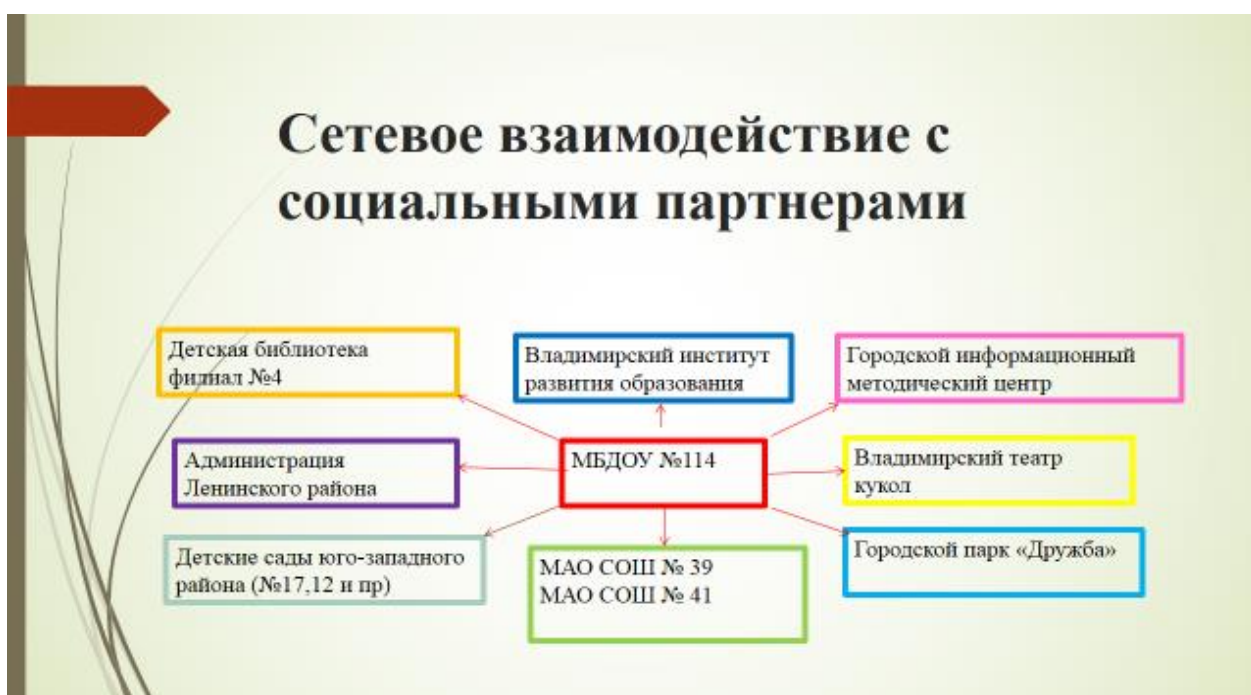 Сетевое взаимодействие с
социальными партнерами
Детская библиотека
филиал №4
Владимирский институт
развития образования
Городской информационный
методический центр
Администрация
Ленинского района
МБДОУ №114
Владимирский театр
кукол
Детские сады юго-западного
района (№17,12 и пр)
МАО СОШ № 39
МАО СОШ № 41
Городской парк «Дружба»